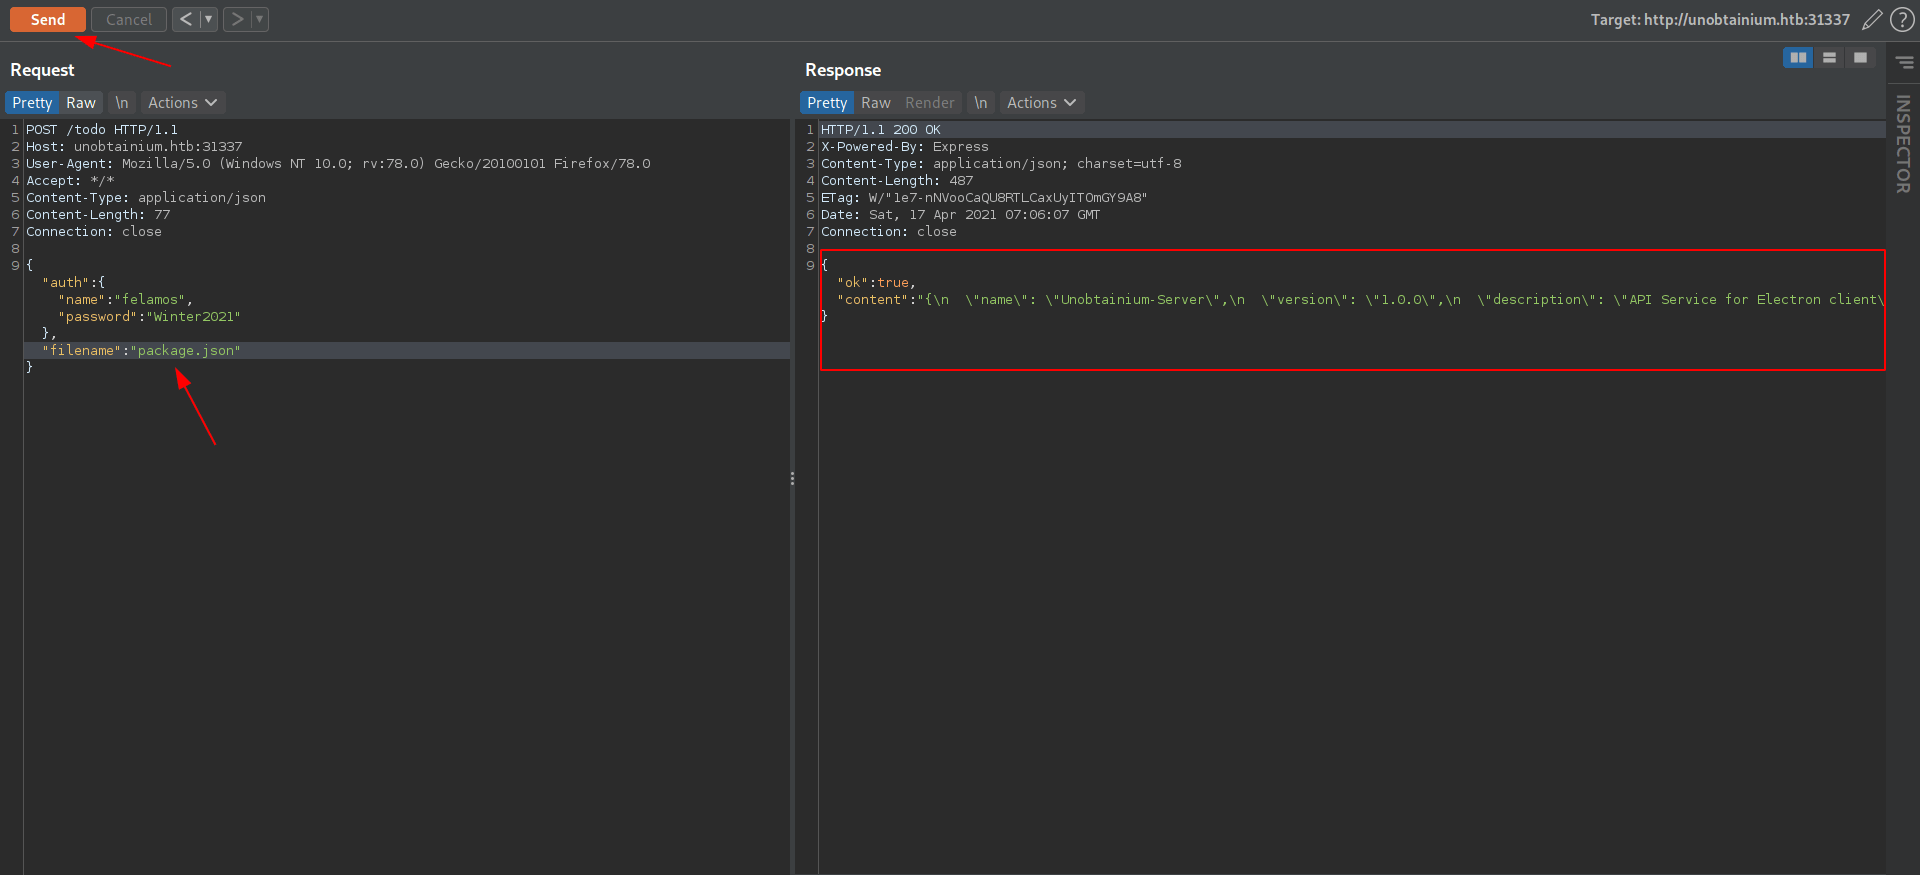 Send Cancel < ▼ > ▼ Target: http://unobtainium.htb:31337 ?
Request
Pretty Raw \n Actions
1 POST /todo HTTP/1.1
2 Host: unobtainium.htb:31337
3 User-Agent: Mozilla/5.0 (Windows NT 10.0; rv:78.0) Gecko/20100101 Firefox/78.0
4 Accept: */*
5 Content-Type: application/json
6 Content-Length: 77
7 Connection: close
8
9 {
"auth":{
"name":"felamos",
"password":"Winter2021"
},
"filename":"package.json"
}
Response
Pretty Raw Render \n Actions
1 HTTP/1.1 200 OK
2 X-Powered-By: Express
3 Content-Type: application/json; charset=utf-8
4 Content-Length: 487
5 ETag: W/"1e7-nNVooCaQU8RTLCaxUyITOmGY9A8"
6 Date: Sat, 17 Apr 2021 07:06:07 GMT
7 Connection: close
8
9 {
"ok":true,
"content":"{\n  \"name\": \"Unobtainium-Server\",\n  \"version\": \"1.0.0\",\n  \"description\": \"API Service for Electron client\
}
INSPECTOR